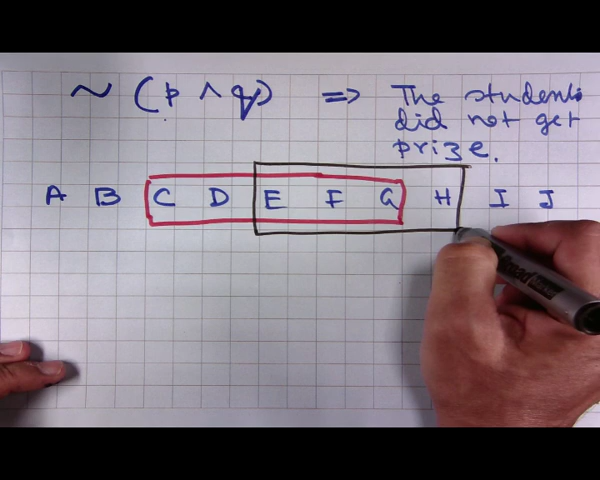 ~ (p ∧ q) => The students
did not get
prize.
A B C D E F G H I J